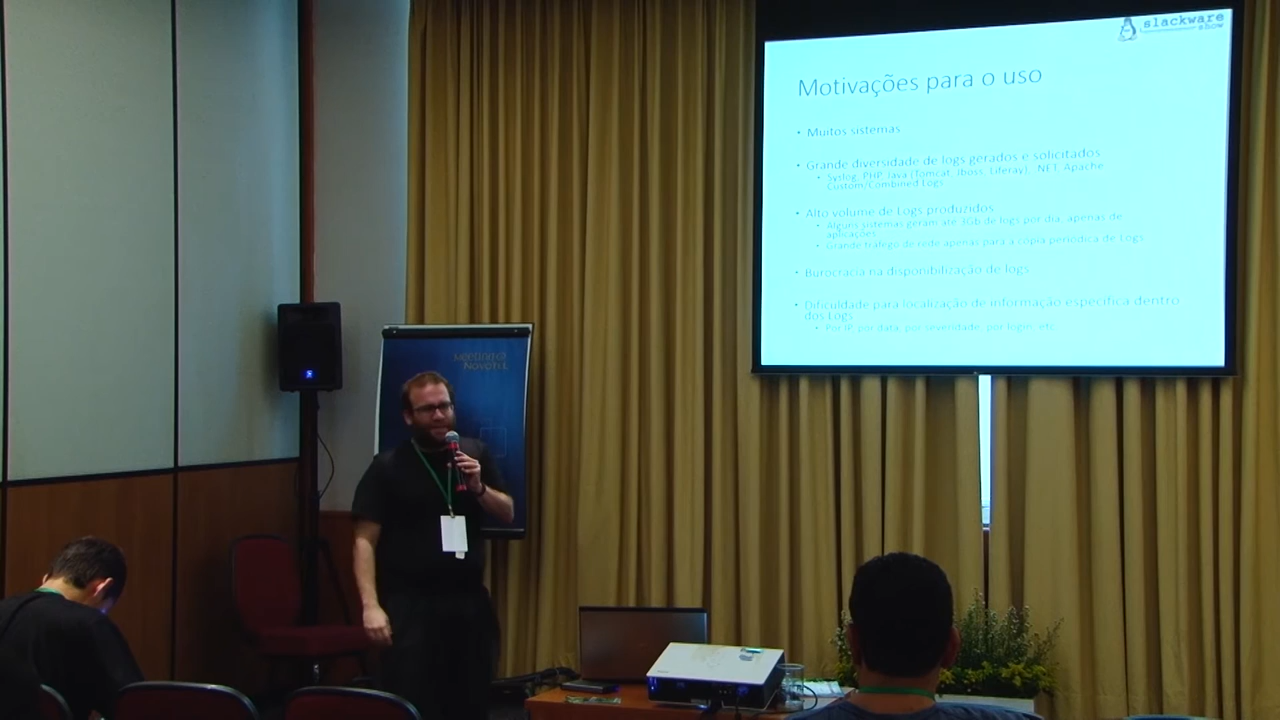 slackware
show
Motivações para o uso
• Muitos sistemas
• Grande diversidade de logs gerados e solicitados
• Syslog, PHP, Java (Tomcat, Jboss, Liferay), .NET, Apache
Custom/Combined Logs
• Alto volume de Logs produzidos
• Alguns sistemas geram até 3Gb de logs por dia, apenas de
aplicações
• Grande tráfego de rede apenas para a cópia periódica de Logs
• Burocracia na disponibilização de logs
• Dificuldade para localização de informação específica dentro
dos Logs
• Por IP, por data, por severidade, por login, etc
Meeting@
Novotel